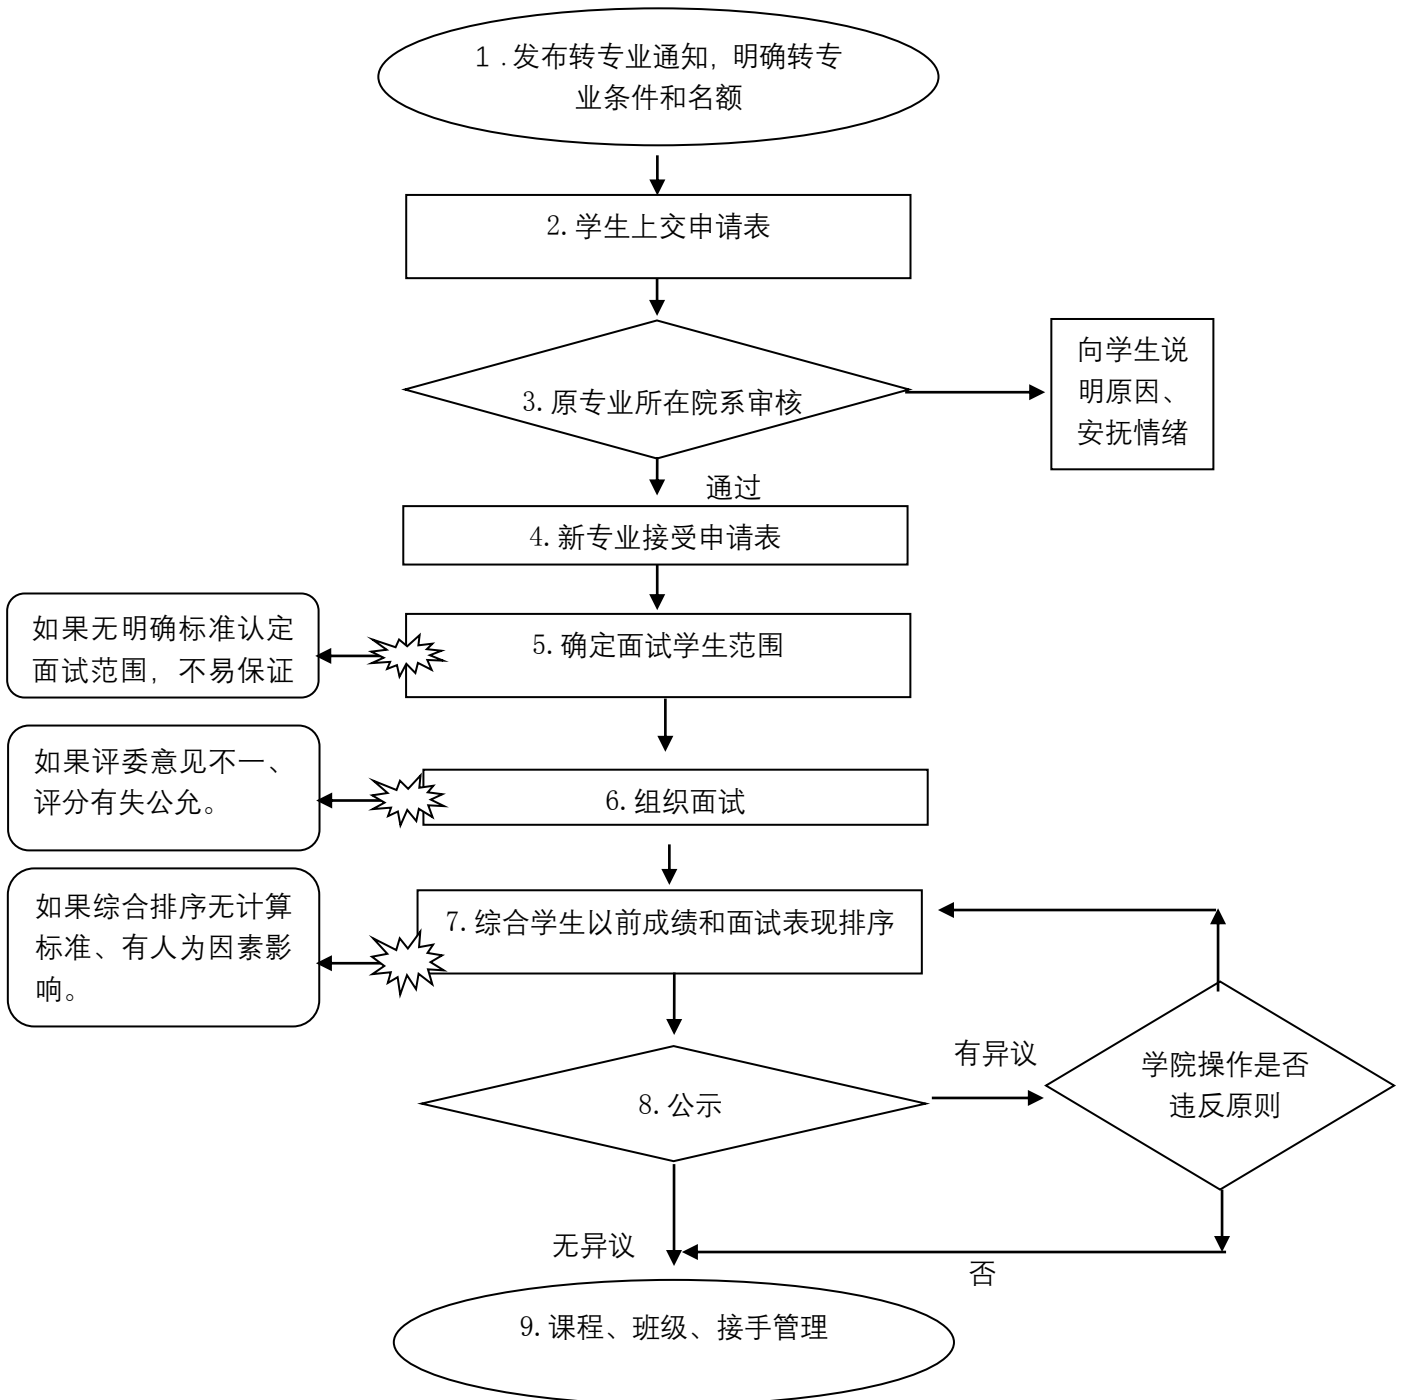 1.发布转专业通知,明确转专
业条件和名额
2.学生上交申请表
3.原专业所在院系审核
向学生说
明原因、
安抚情绪
通过
4.新专业接受申请表
如果无明确标准认定
面试范围,不易保证
5.确定面试学生范围
如果评委意见不一、
评分有失公允。
6.组织面试
如果综合排序无计算
标准、有人为因素影
响。
7.综合学生以前成绩和面试表现排序
有异议
学院操作是否
违反原则
8.公示
无异议
否
9.课程、班级、接手管理